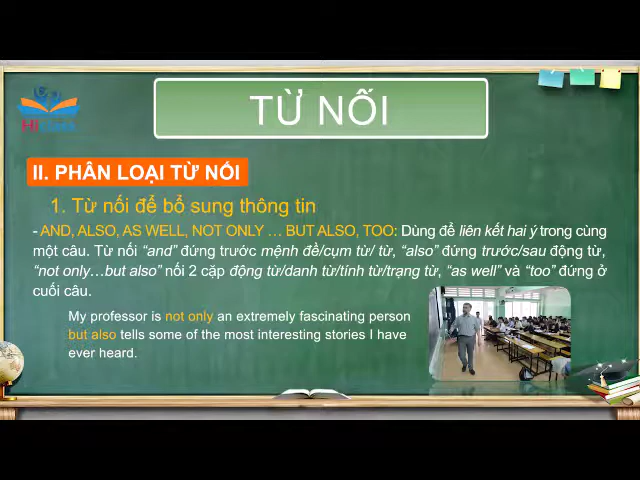 TỪ NỐI
II. PHÂN LOẠI TỪ NỐI
1. Từ nối để bổ sung thông tin
- AND, ALSO, AS WELL, NOT ONLY … BUT ALSO, TOO: Dùng để liên kết hai ý trong cùng
một câu. Từ nối “and” đứng trước mệnh đề/cụm từ/ từ, “also” đứng trước/sau động từ,
“not only…but also” nối 2 cặp động từ/danh từ/tính từ/trạng từ, “as well” và “too” đứng ở
cuối câu.
My professor is not only an extremely fascinating person
but also tells some of the most interesting stories I have
ever heard.